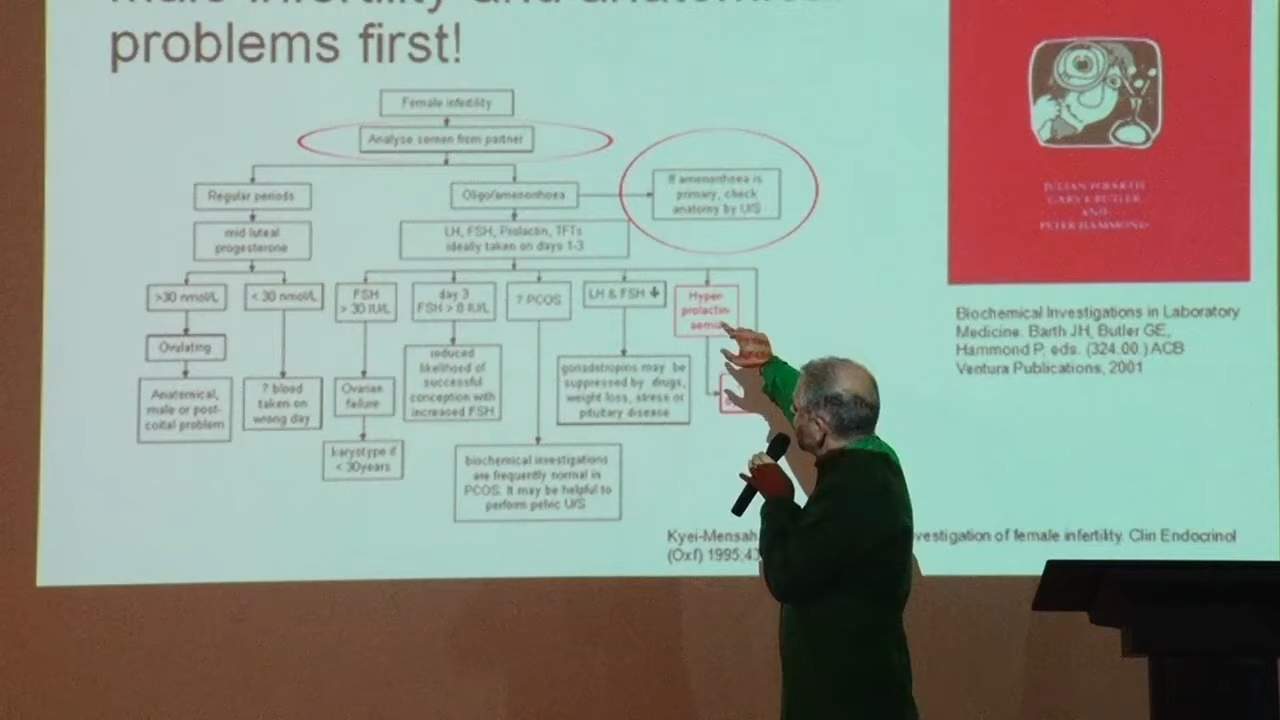 problems first!
Female infertility
Analyse semen from partner
Regular periods
Oligo/amenorrhoea
If amenorrhoea is
primary, check
anatomy by U/S
mid luteal
progesterone
LH, FSH, Prolactin, TFTs
ideally taken on days 1-3
>30 nmol/L
< 30 nmol/L
FSH
> 30 IU/L
day 3
FSH > 8 IU/L
? PCOS
LH & FSH
Hyper
prolactin-
Ovulating
Anatomical,
male or post-
coital problem
? blood
taken on
wrong day
Ovarian
failure
karyotype if
< 30years
reduced
likelihood of
successful
conception with
increased FSH
gonadotropins may be
suppressed by drugs,
weight loss, stress or
pituitary disease
biochemical investigations
are frequently normal in
PCOS. It may be helpful to
perform pelvic U/S
JULIAN H BARTH
GARY E BUTLER
AND
PETER HAMMOND
Biochemical Investigations in Laboratory
Medicine. Barth JH, Butler GE,
Hammond P. eds. (324.00.) ACB
Ventura Publications, 2001
Kyei-Mensah
of female infertility. Clin Endocrinol
(Oxf) 1995;